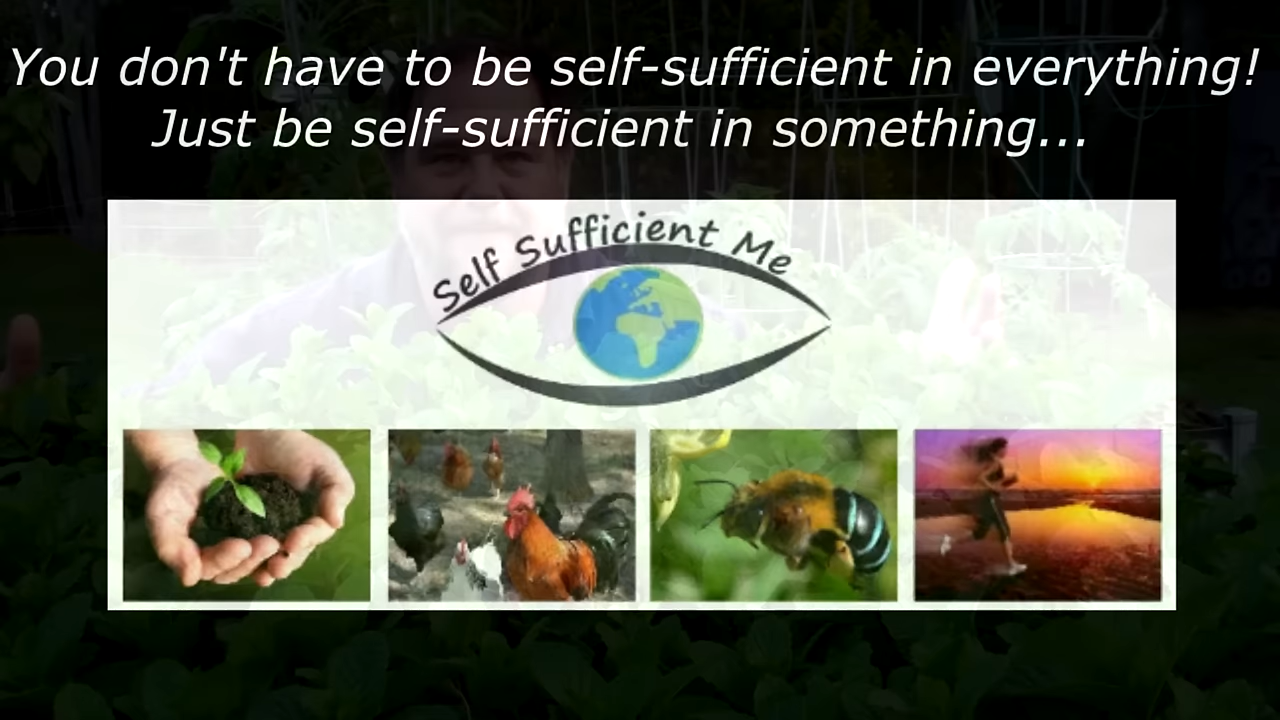 You don't have to be self-sufficient in everything!
Just be self-sufficient in something...
Self Sufficient Me